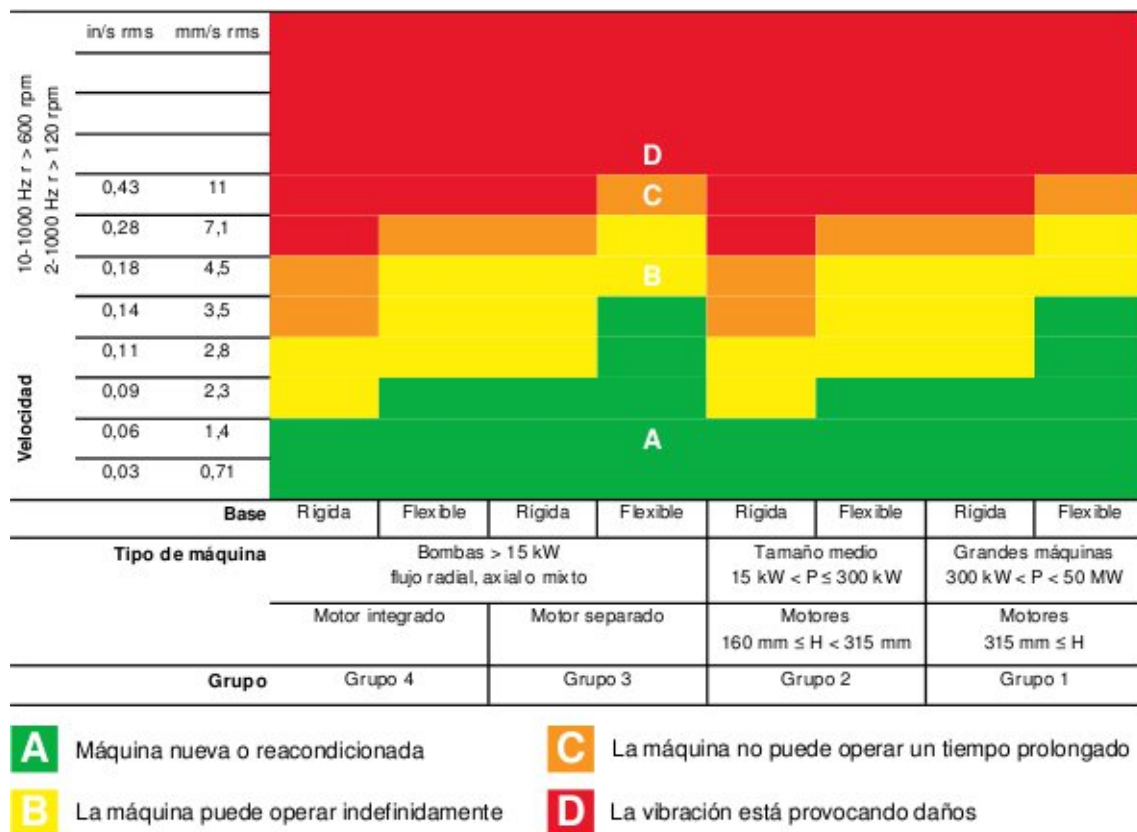 in/s rms mm/s rms
10-1000 Hz r > 600 rpm
2-1000 Hz r > 120 rpm
Velocidad
D
0,43 11 C
0,28 7,1
0,18 4,5 B
0,14 3,5
0,11 2,8
0,09 2,3
0,06 1,4 A
0,03 0,71
Base Rígida Flexible Rígida Flexible Rígida Flexible Rígida Flexible
Tipo de máquina
Bombas > 15 kW
flujo radial, axial o mixto
Tamaño medio
15 kW < P ≤ 300 kW
Grandes máquinas
300 kW < P < 50 MW
Motor integrado
Motor separado
Motores
160 mm ≤ H < 315 mm
Motores
315 mm ≤ H
Grupo Grupo 4 Grupo 3 Grupo 2 Grupo 1
A Máquina nueva o reacondicionada
C La máquina no puede operar un tiempo prolongado
B La máquina puede operar indefinidamente
D La vibración está provocando daños